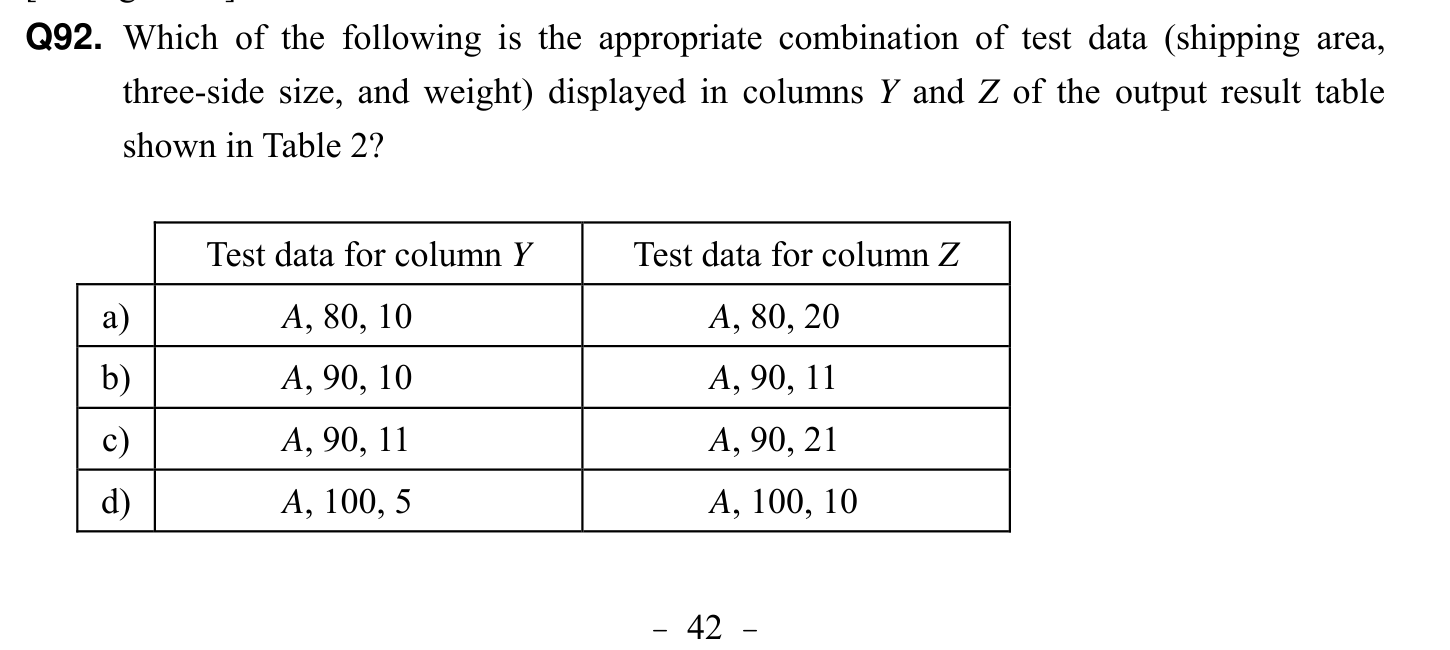 Q92. Which of the following is the appropriate combination of test data (shipping area,
three-side size, and weight) displayed in columns Y and Z of the output result table
shown in Table 2?
Test data for column Y Test data for column Z
a) A, 80, 10 A, 80, 20
b) A, 90, 10 A, 90, 11
c) A, 90, 11 A, 90, 21
d) A, 100, 5 A, 100, 10
– 42 –